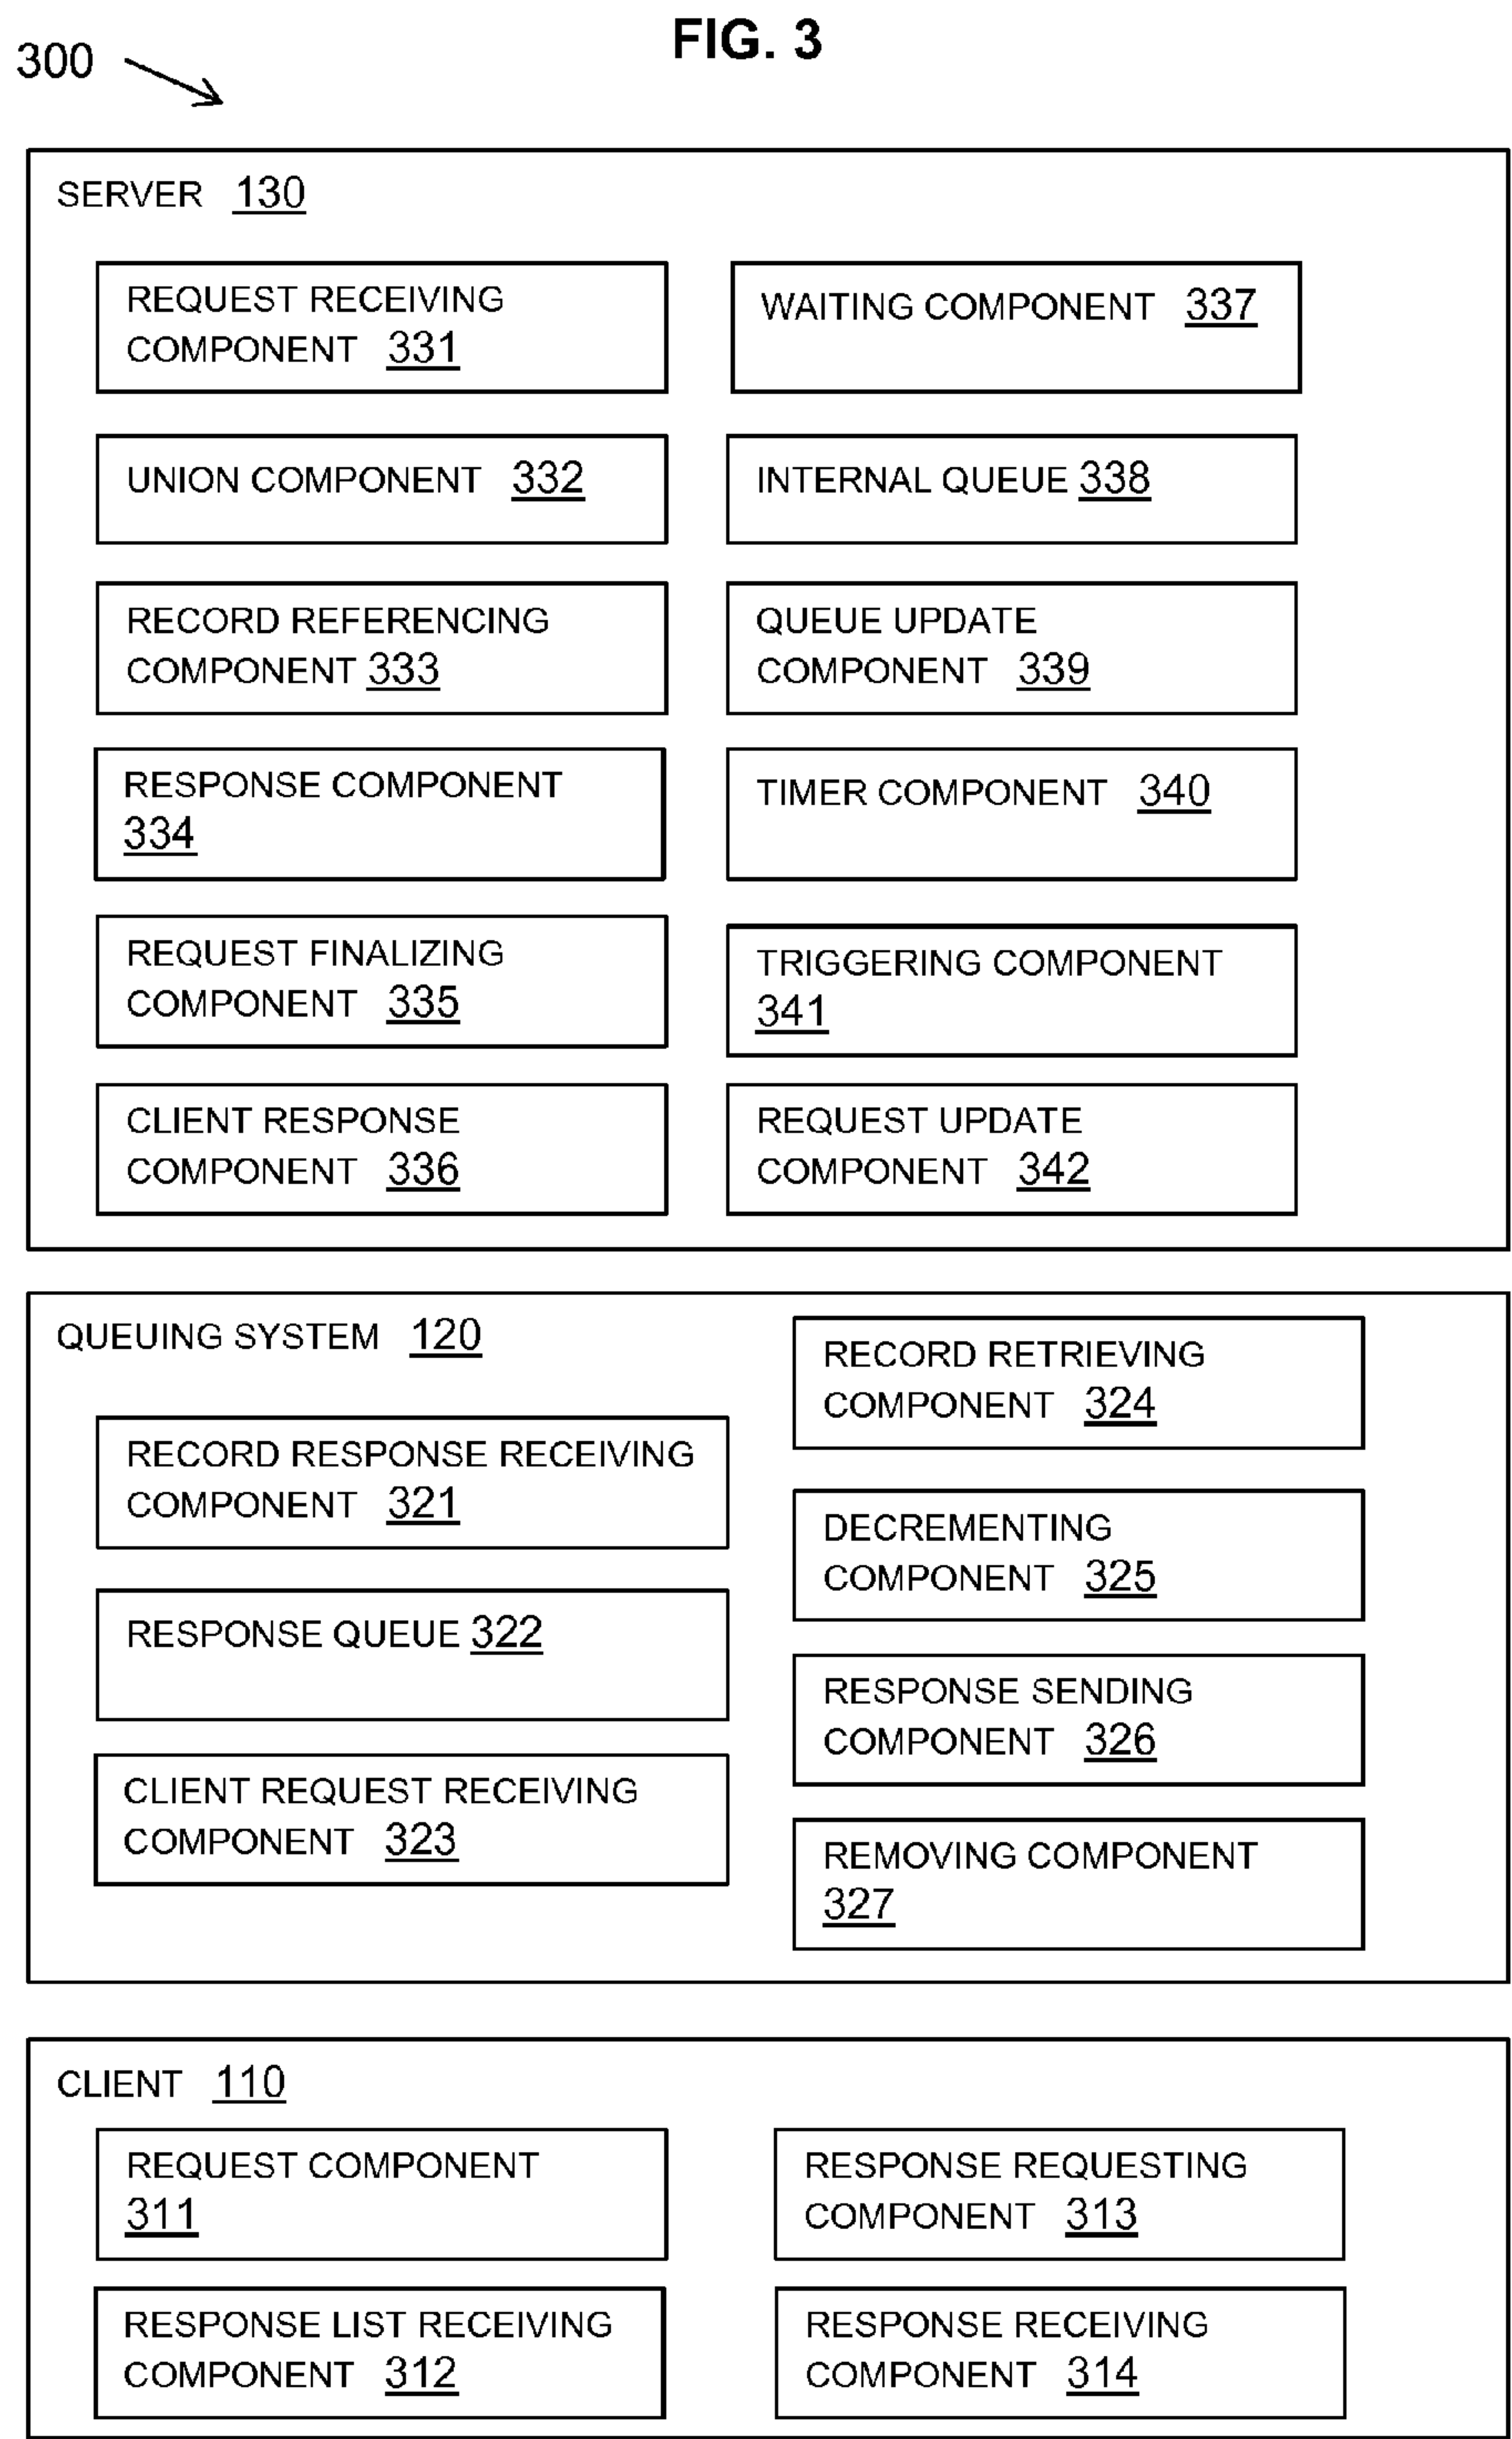 FIG. 3
300
SERVER 130
REQUEST RECEIVING
COMPONENT 331
UNION COMPONENT 332
RECORD REFERENCING
COMPONENT 333
RESPONSE COMPONENT
334
REQUEST FINALIZING
COMPONENT 335
CLIENT RESPONSE
COMPONENT 336
WAITING COMPONENT 337
INTERNAL QUEUE 338
QUEUE UPDATE
COMPONENT 339
TIMER COMPONENT 340
TRIGGERING COMPONENT
341
REQUEST UPDATE
COMPONENT 342
QUEUING SYSTEM 120
RECORD RESPONSE RECEIVING
COMPONENT 321
RESPONSE QUEUE 322
CLIENT REQUEST RECEIVING
COMPONENT 323
RECORD RETRIEVING
COMPONENT 324
DECREMENTING
COMPONENT 325
RESPONSE SENDING
COMPONENT 326
REMOVING COMPONENT
327
CLIENT 110
REQUEST COMPONENT
311
RESPONSE LIST RECEIVING
COMPONENT 312
RESPONSE REQUESTING
COMPONENT 313
RESPONSE RECEIVING
COMPONENT 314